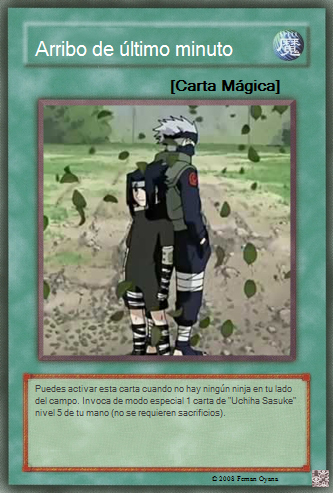 Arribo de último minuto
魔
[Carta Mágica]
Puedes activar esta carta cuando no hay ningún ninja en tu lado
del campo. Invoca de modo especial 1 carta de "Uchiha Sasuke"
nivel 5 de tu mano (no se requieren sacrificios).
© 2008 Fernan Oyana